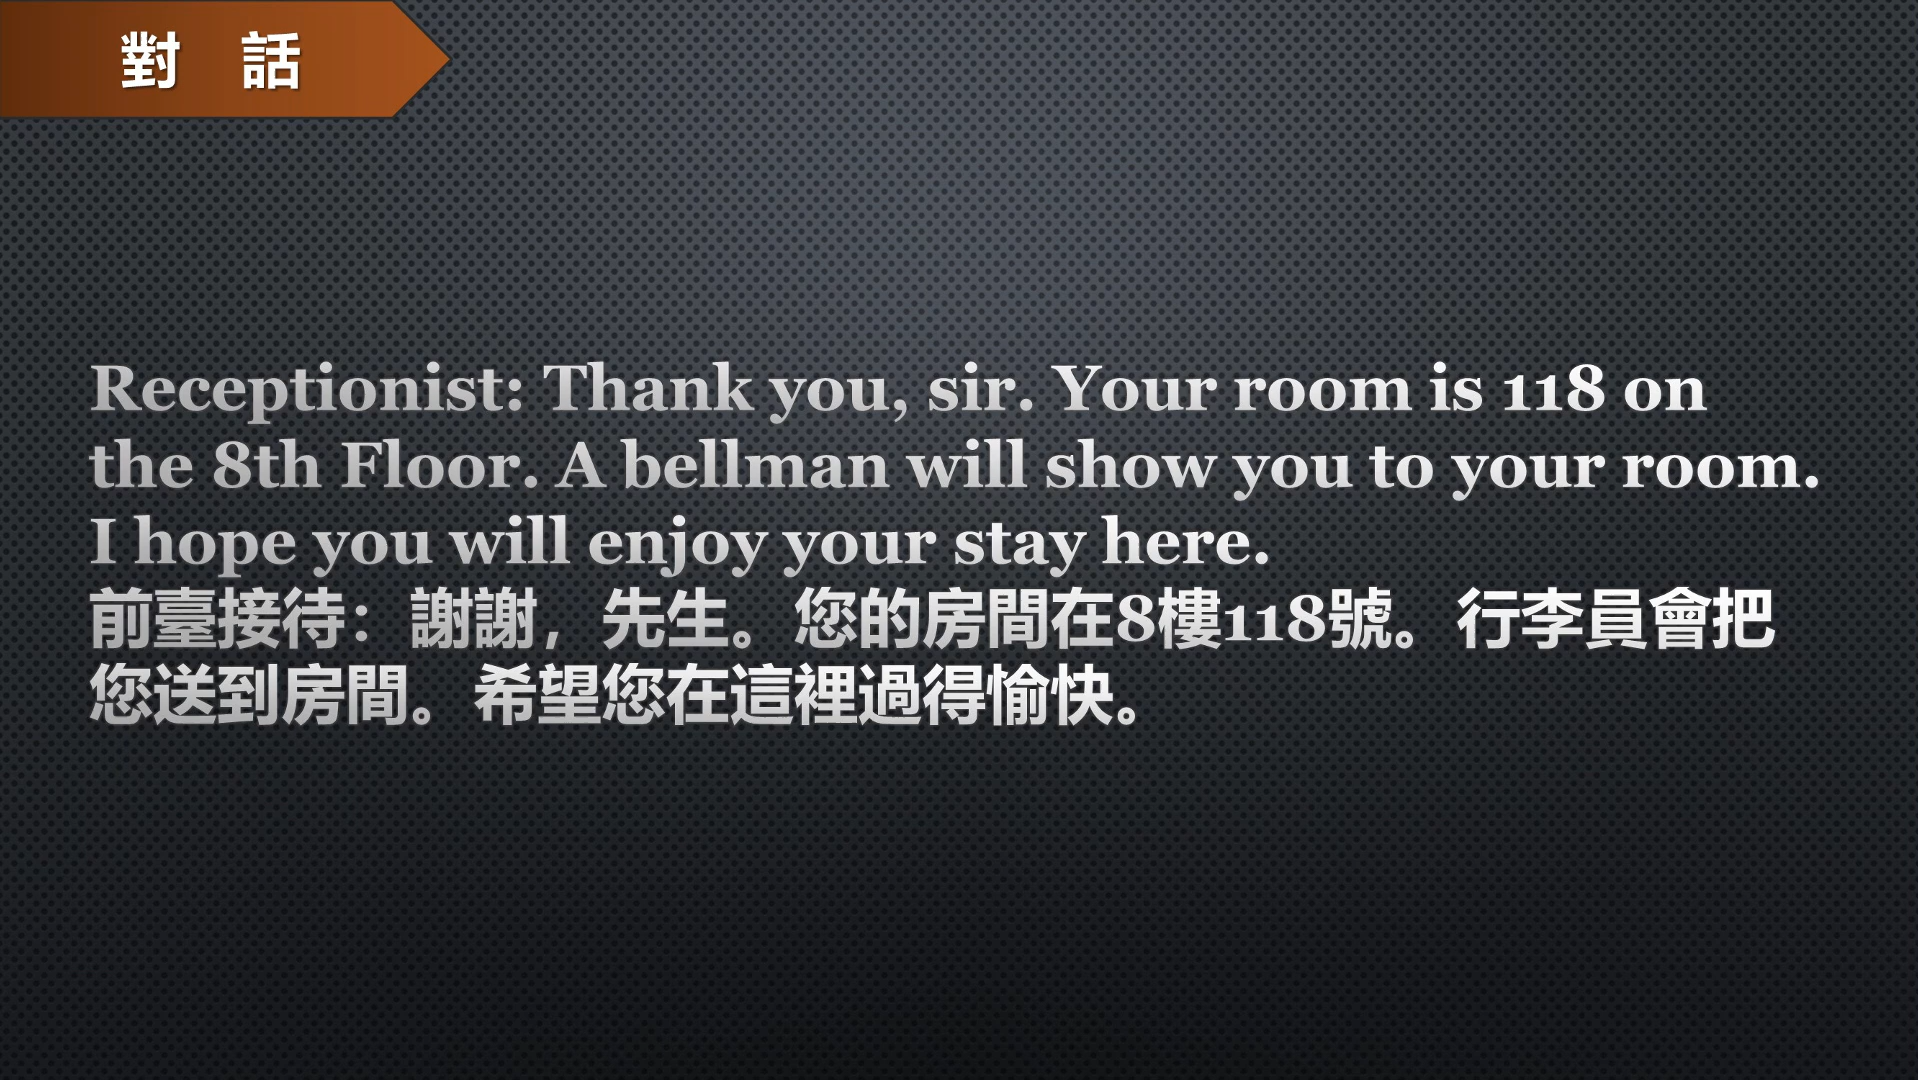 對 話
Receptionist: Thank you, sir. Your room is 118 on
the 8th Floor. A bellman will show you to your room.
I hope you will enjoy your stay here.
前臺接待：謝謝，先生。您的房間在8樓118號。行李員會把
您送到房間。希望您在這裡過得愉快。